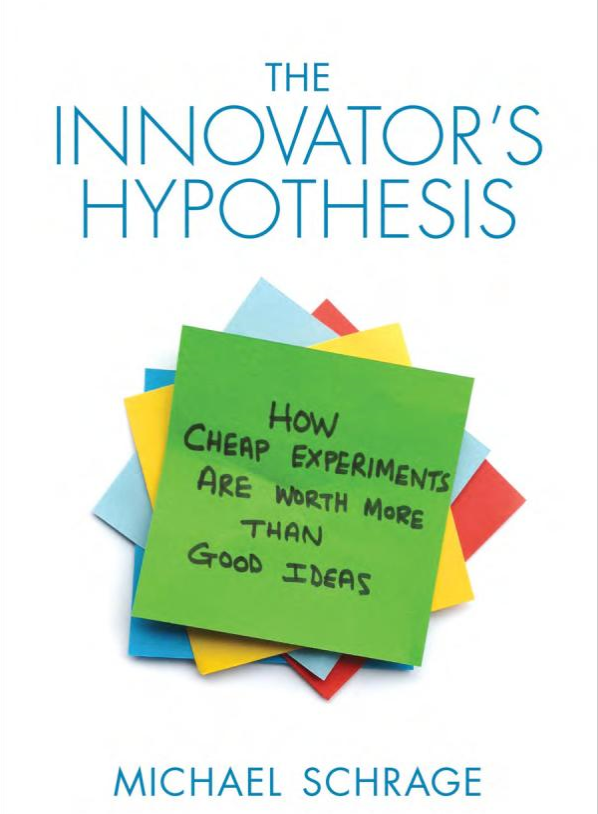 THE
INNOVATOR'S
HYPOTHESIS
HOW
CHEAP EXPERIMENTS
ARE WORTH MORE
THAN
GOOD IDEAS
MICHAEL SCHRAGE